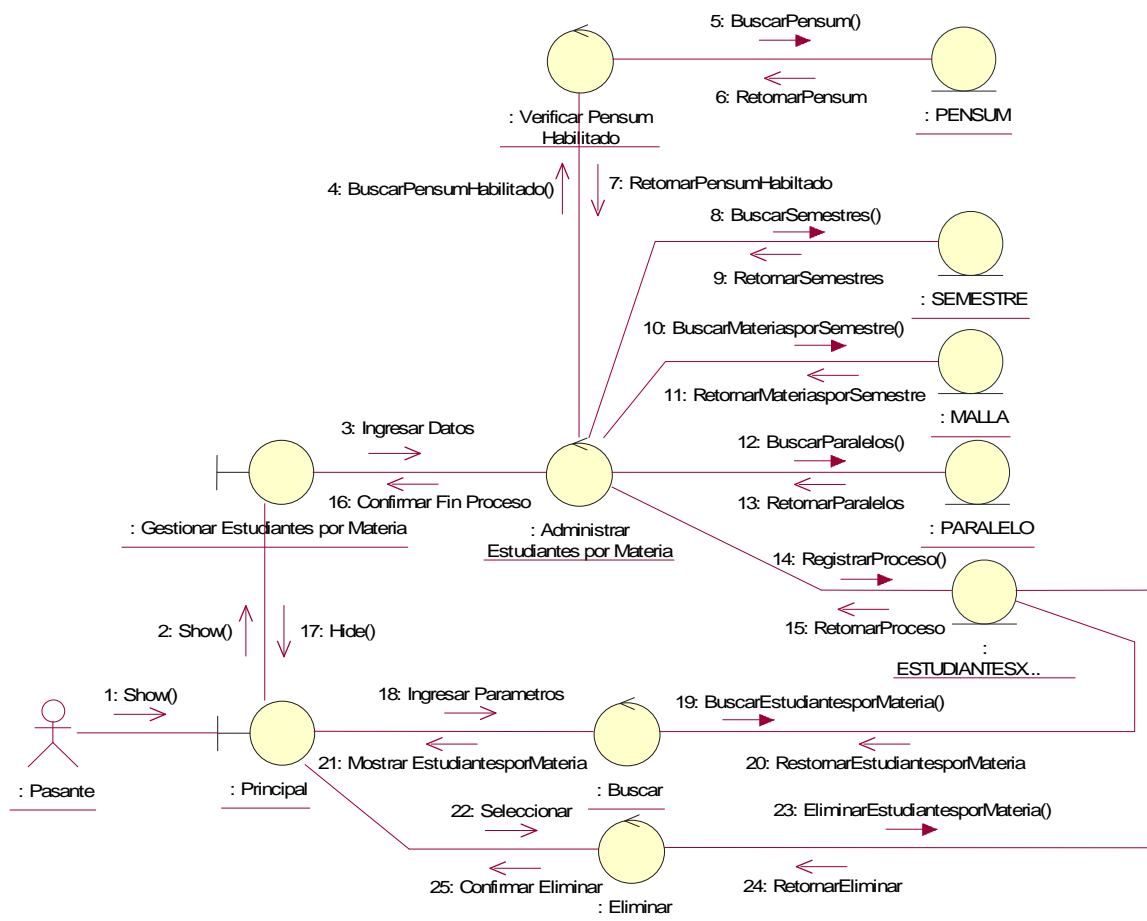 5: BuscarPensum()
6: RetornarPensum
: Verificar Pensum
Habilitado
: PENSUM
4: BuscarPensumHabilitado()
7: RetornarPensumHabiltado
8: BuscarSemestres()
9: RetornarSemestres
: SEMESTRE
10: BuscarMateriasporSemestre()
11: RetornarMateriasporSemestre
: MALLA
3: Ingresar Datos
12: BuscarParalelos()
16: Confirmar Fin Proceso
13: RetornarParalelos
: Gestionar Estudiantes por Materia
: Administrar
Estudiantes por Materia
: PARALELO
14: RegistrarProceso()
2: Show()
17: Hide()
15: RetornarProceso
:
ESTUDIANTESX...
1: Show()
18: Ingresar Parametros
19: BuscarEstudiantesporMateria()
21: Mostrar EstudiantesporMateria
20: RestornarEstudiantesporMateria
: Pasante
: Principal
: Buscar
22: Seleccionar
23: EliminarEstudiantesporMateria()
25: Confirmar Eliminar
24: RetornarEliminar
: Eliminar